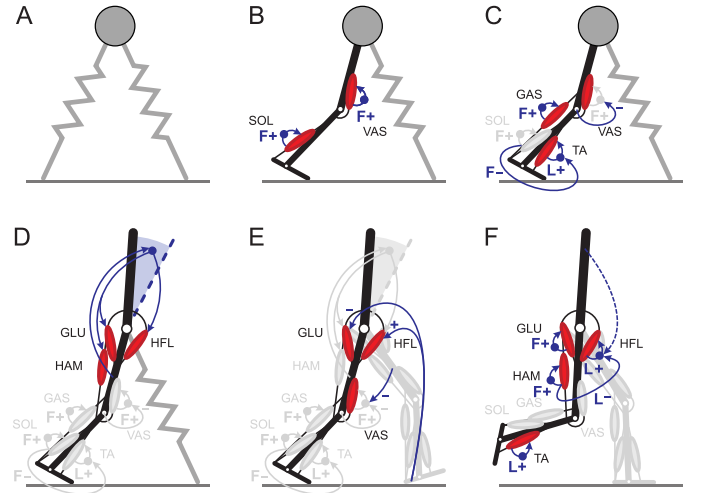 A
B
SOL
F+
F+
VAS
C
GAS
F+
F+
–
SOL
VAS
F+
TA
L+
F–
D
GLU
HFL
HAM
GAS
F+
–
F+
SOL
VAS
F+
TA
L+
F–
E
–
+
GLU
HFL
HAM
–
GAS
F+
–
F+
SOL
VAS
F+
TA
L+
F–
F
GLU
HFL
F+
L+
HAM
F+
L–
GAS
SOL
VAS
TA
L+